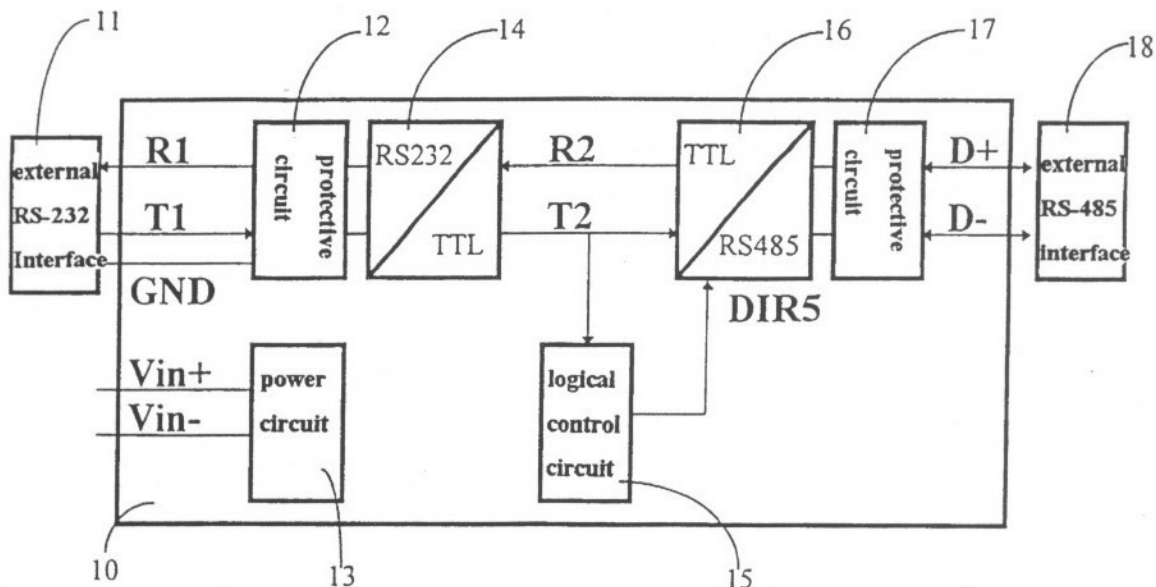 11
12
14
16
17
18
external
RS-232
Interface
R1
T1
GND
protective
circuit
RS232
TTL
R2
T2
TTL
RS485
DIR5
protective
circuit
D+
D-
external
RS-485
interface
Vin+
Vin-
power
circuit
logical
control
circuit
10
13
15